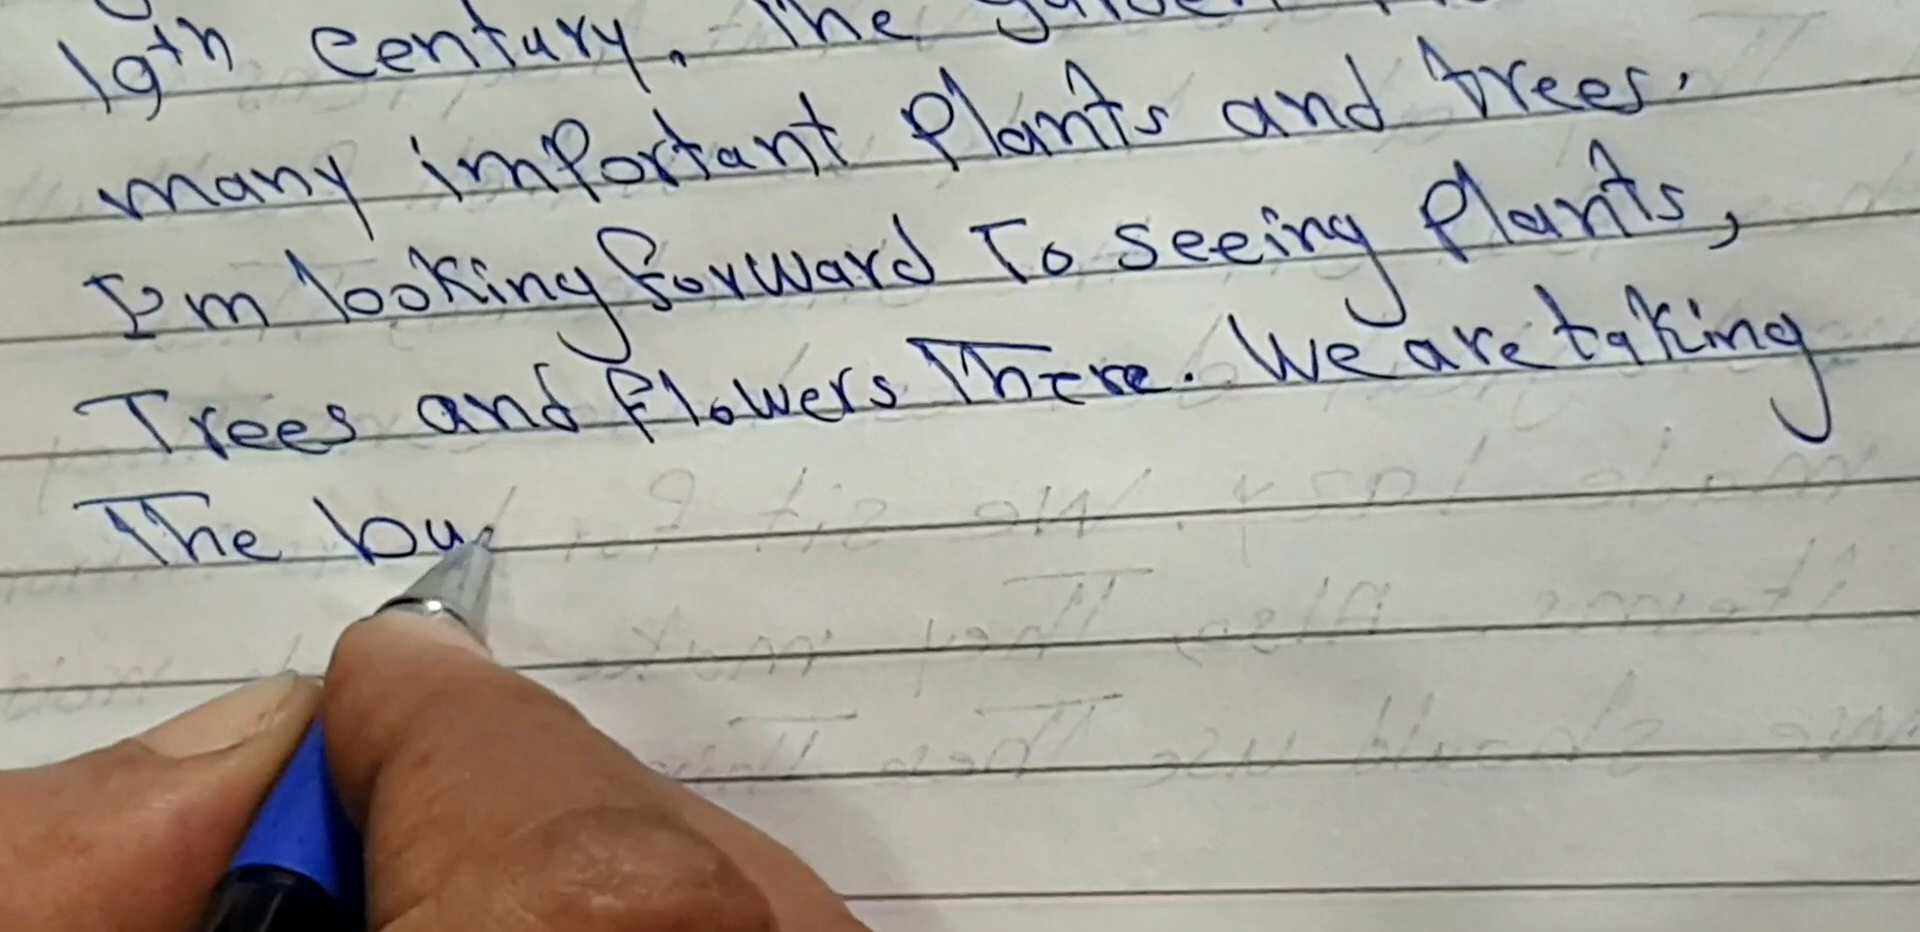 19th century. The garden
many important Plants and trees.
I'm looking forward To seeing Plants,
Trees and flowers There. We are taking
The bu